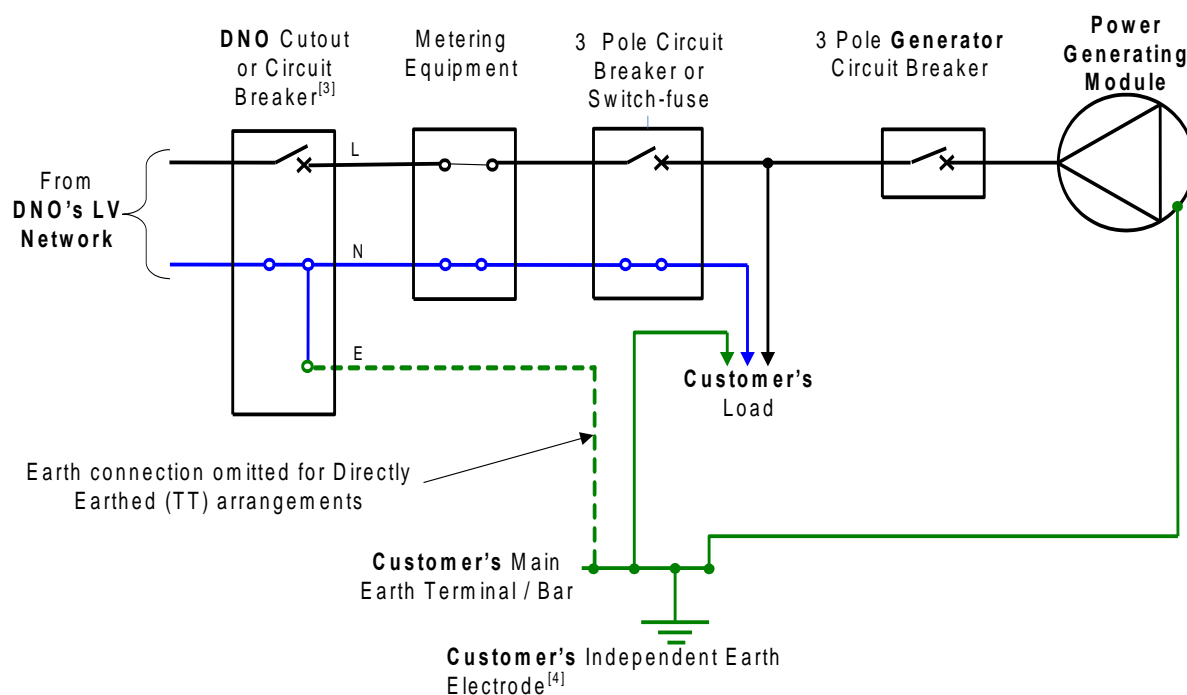 DNO Cutout
or Circuit
Breaker[3]
Metering
Equipment
3 Pole Circuit
Breaker or
Switch-fuse
3 Pole Generator
Circuit Breaker
Power
Generating
Module
L
From
DNO's LV
Network
N
E
Customer's
Load
Earth connection omitted for Directly
Earthed (TT) arrangements
Customer's Main
Earth Terminal / Bar
Customer's Independent Earth
Electrode[4]